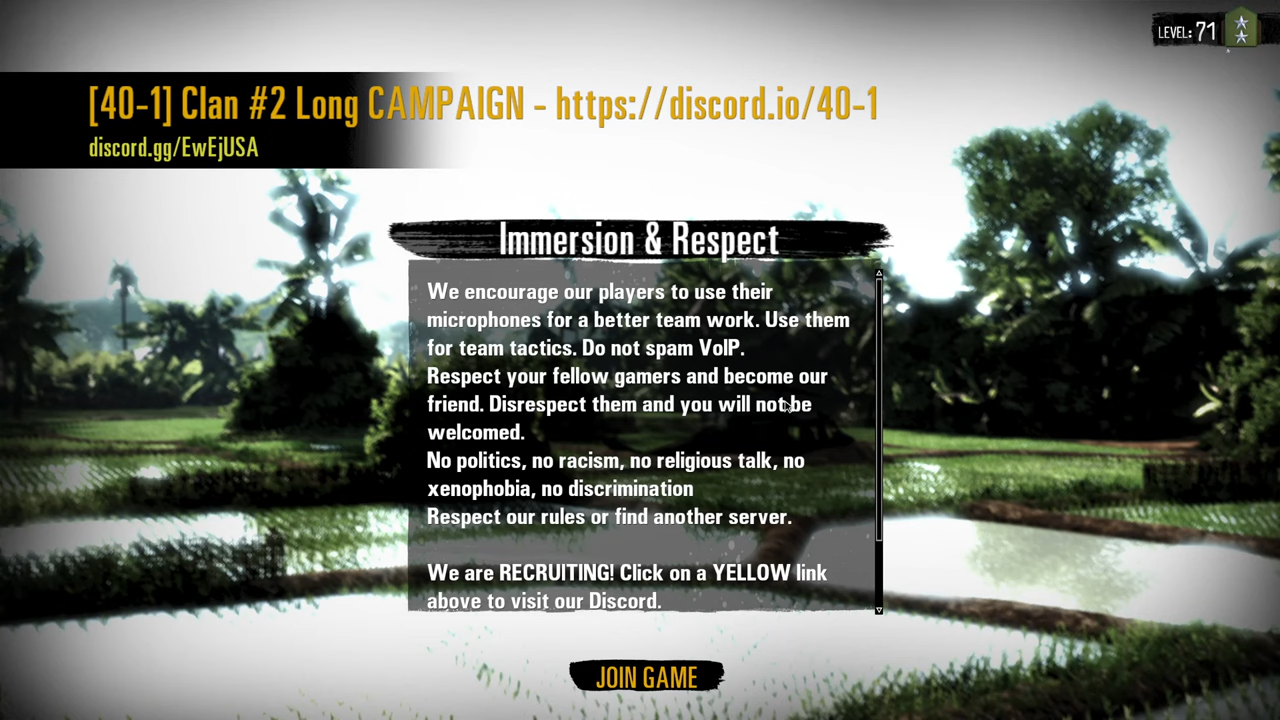 LEVEL: 71
[40-1] Clan #2 Long CAMPAIGN - https://discord.io/40-1
discord.gg/EwEjUSA
Immersion & Respect
We encourage our players to use their
microphones for a better team work. Use them
for team tactics. Do not spam VoIP.
Respect your fellow gamers and become our
friend. Disrespect them and you will not be
welcomed.
No politics, no racism, no religious talk, no
xenophobia, no discrimination
Respect our rules or find another server.
We are RECRUITING! Click on a YELLOW link
above to visit our Discord.
JOIN GAME